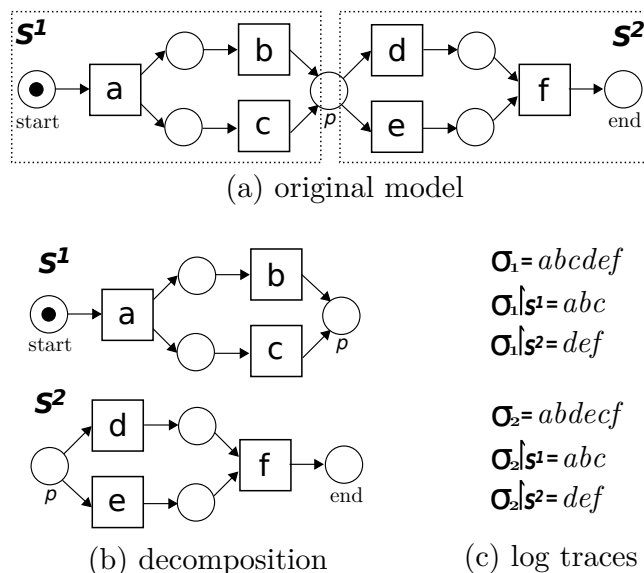 S¹ S²
a b c d e f
start p end
(a) original model
S¹
a b c
start p
S²
d e f
p end
(b) decomposition
σ₁ = abcdef
σ₁↾s¹ = abc
σ₁↾s² = def
σ₂ = abdecf
σ₂↾s¹ = abc
σ₂↾s² = def
(c) log traces